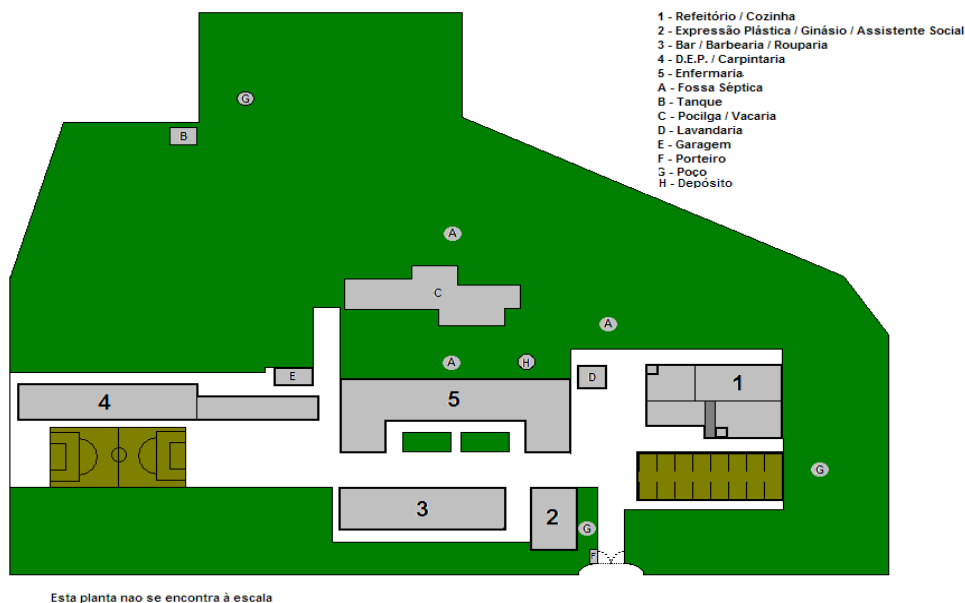 1 - Refeitório / Cozinha
2 - Expressão Plástica / Ginásio / Assistente Social
3 - Bar / Barbearia / Rouparia
4 - D.E.P. / Carpintaria
5 - Enfermaria
A - Fossa Séptica
B - Tanque
C - Pocilga / Vacaria
D - Lavandaria
E - Garagem
F - Porteiro
G - Poço
H - Depósito
G
B
A
C
A
A
H
E
D
1
4
5
G
3
2
G
F
Esta planta nao se encontra à escala